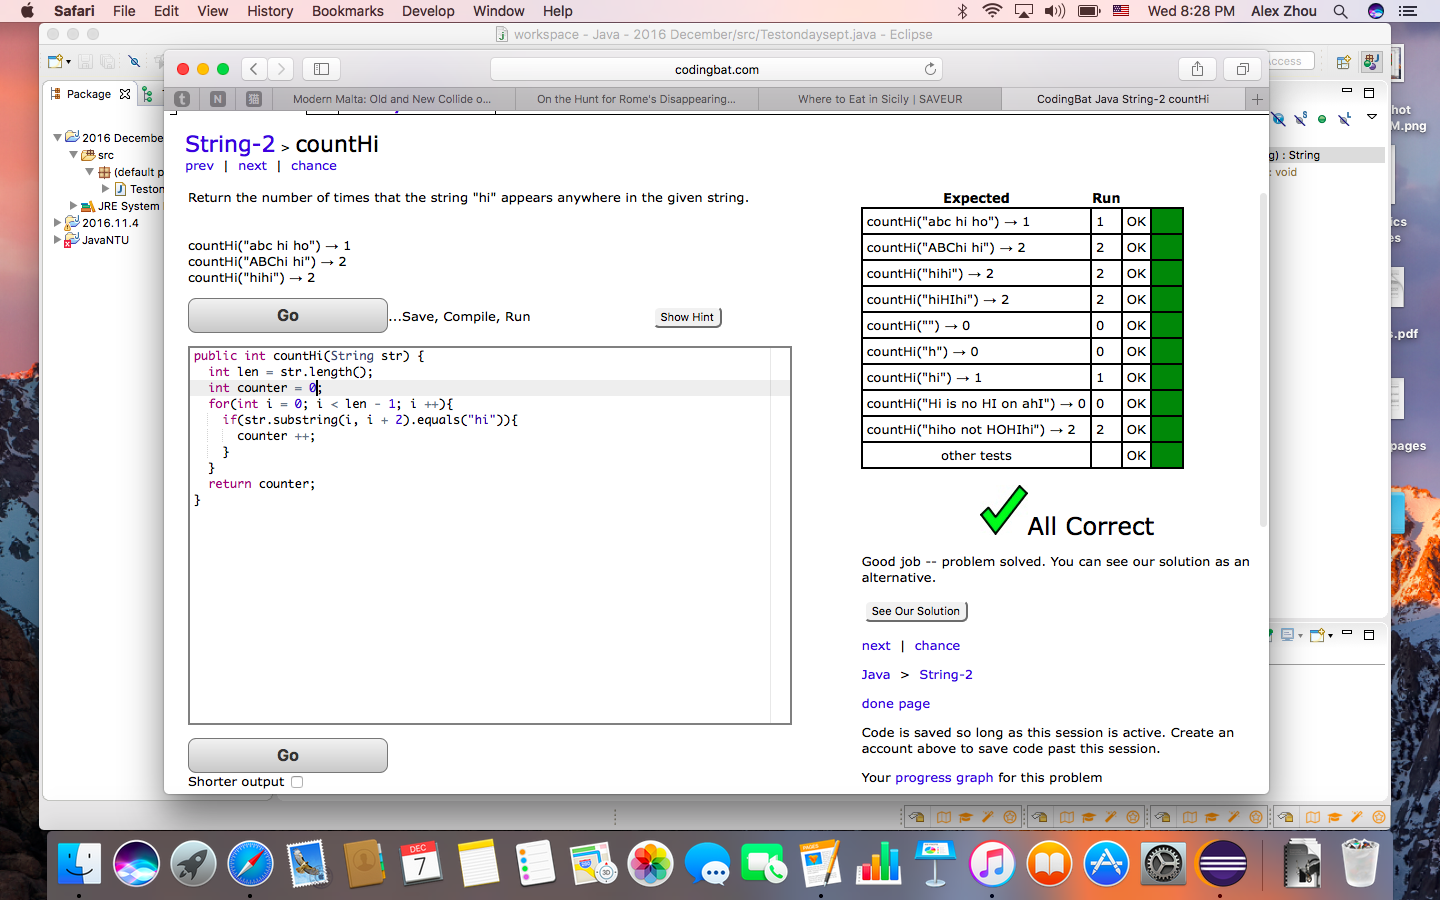 Safari File Edit View History Bookmarks Develop Window Help Wed 8:28 PM Alex Zhou
workspace - Java - 2016 December/src/Testondaysept.java - Eclipse
codingbat.com
Modern Malta: Old and New Collide o...
On the Hunt for Rome's Disappearing...
Where to Eat in Sicily | SAVEUR
CodingBat Java String-2 countHi
Package
2016 Decembe
src
(default p
Teston
JRE System
2016.11.4
JavaNTU
String-2 > countHi
prev | next | chance
Return the number of times that the string "hi" appears anywhere in the given string.
countHi("abc hi ho") → 1
countHi("ABChi hi") → 2
countHi("hihi") → 2
Go ...Save, Compile, Run Show Hint
public int countHi(String str) {
int len = str.length();
int counter = 0;
for(int i = 0; i < len - 1; i ++){
if(str.substring(i, i + 2).equals("hi")){
counter ++;
}
}
return counter;
}
Go
Shorter output
Expected Run
countHi("abc hi ho") → 1 1 OK
countHi("ABChi hi") → 2 2 OK
countHi("hihi") → 2 2 OK
countHi("hiHIhi") → 2 2 OK
countHi("") → 0 0 OK
countHi("h") → 0 0 OK
countHi("hi") → 1 1 OK
countHi("Hi is no HI on ahI") → 0 0 OK
countHi("hiho not HOHIhi") → 2 2 OK
other tests OK
All Correct
Good job -- problem solved. You can see our solution as an
alternative.
See Our Solution
next | chance
Java > String-2
done page
Code is saved so long as this session is active. Create an
account above to save code past this session.
Your progress graph for this problem
ccess
g) : String
: void
hot
M.png
ics
es
s.pdf
pages
DEC
7
PAGES
3D